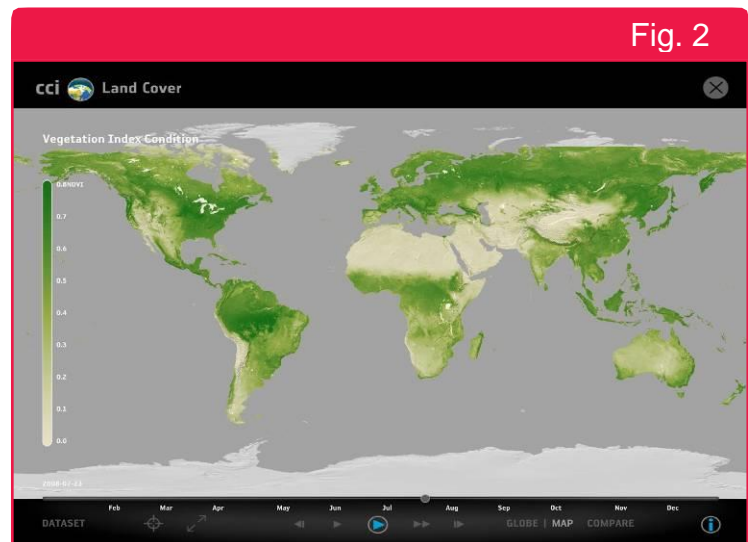 Fig. 2
cci Land Cover
Vegetation Index Condition
0.8NDVI
0.7
0.6
0.5
0.4
0.3
0.2
0.1
0.0
2008-07-23
Feb Mar Apr May Jun Jul Aug Sep Oct Nov Dec
DATASET GLOBE | MAP COMPARE